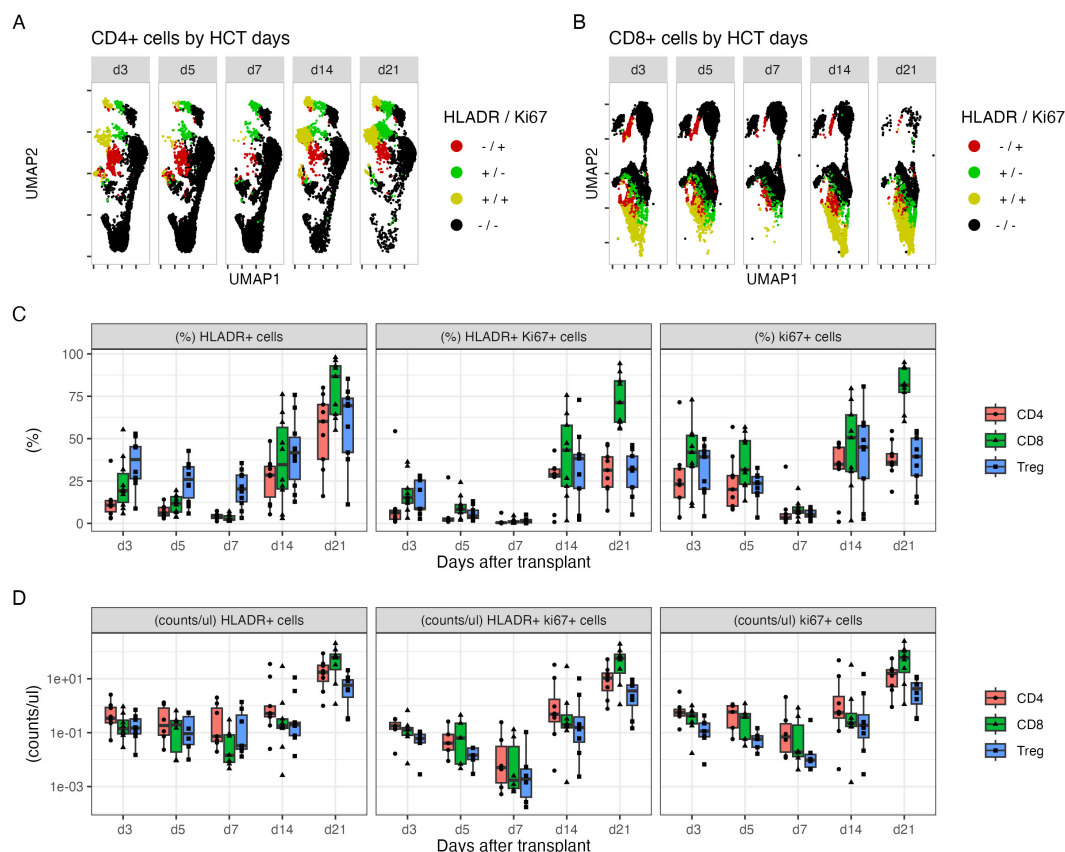 A
CD4+ cells by HCT days
d3 d5 d7 d14 d21
UMAP2
UMAP1
HLADR / Ki67
- / +
+ / -
+ / +
- / -
B
CD8+ cells by HCT days
d3 d5 d7 d14 d21
UMAP2
UMAP1
HLADR / Ki67
- / +
+ / -
+ / +
- / -
C
(%) HLADR+ cells (%) HLADR+ Ki67+ cells (%) ki67+ cells
(%)
100
75
50
25
0
d3 d5 d7 d14 d21 d3 d5 d7 d14 d21 d3 d5 d7 d14 d21
Days after transplant
CD4
CD8
Treg
D
(counts/ul) HLADR+ cells (counts/ul) HLADR+ ki67+ cells (counts/ul) ki67+ cells
(counts/ul)
1e+01
1e-01
1e-03
d3 d5 d7 d14 d21 d3 d5 d7 d14 d21 d3 d5 d7 d14 d21
Days after transplant
CD4
CD8
Treg